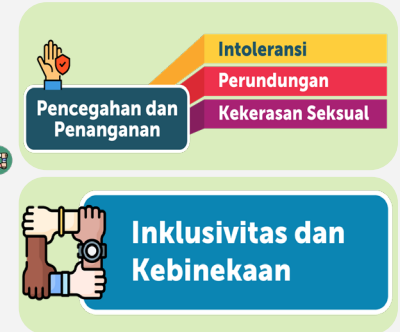 Intoleransi
Perundungan
Pencegahan dan
Penanganan
Kekerasan Seksual
Inklusivitas dan
Kebinekaan